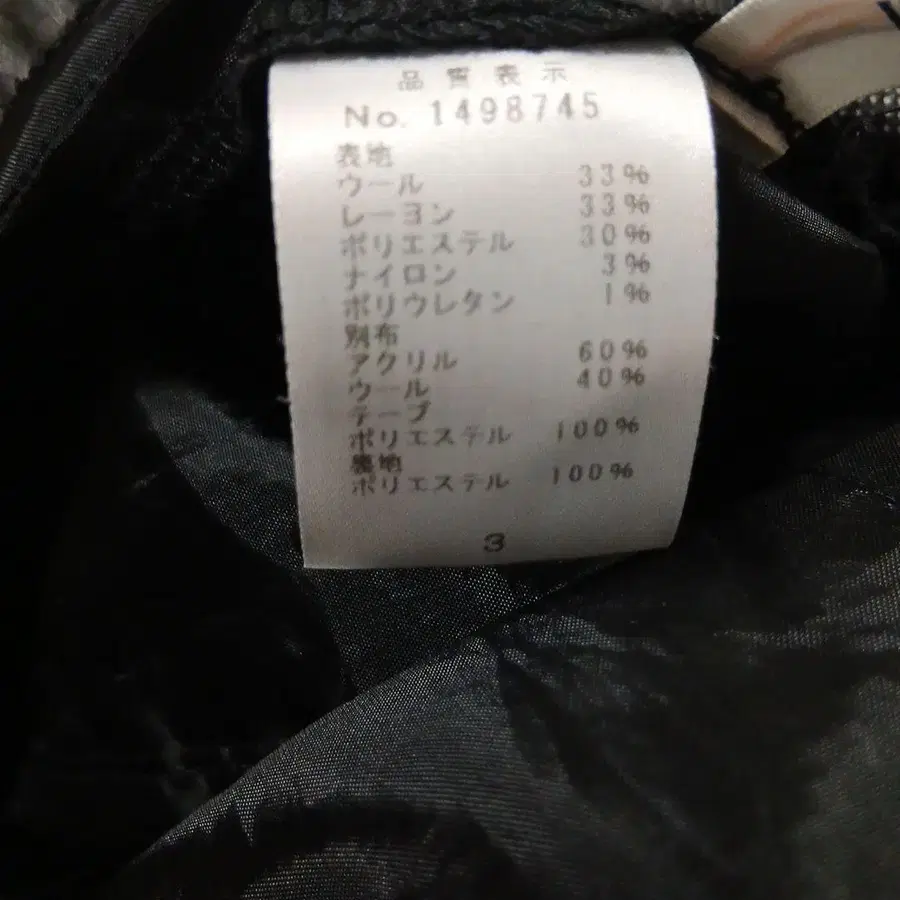 品質表示
No. 1498745
表地
ウール 33%
レーヨン 33%
ポリエステル 30%
ナイロン 3%
ポリウレタン 1%
別布
アクリル 60%
ウール 40%
テープ
ポリエステル 100%
裏地
ポリエステル 100%
3